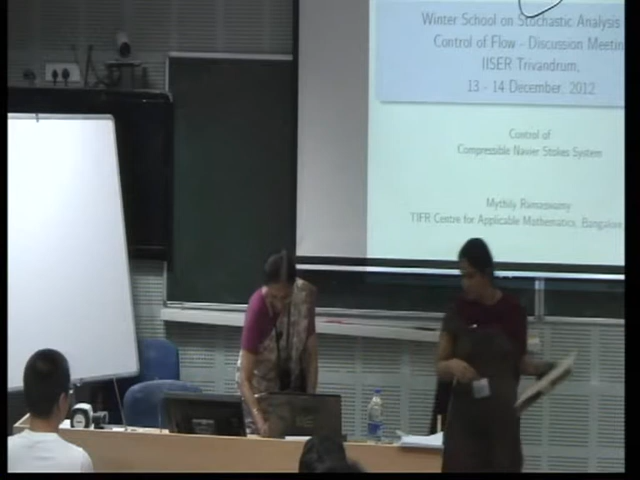 Winter School on Stochastic Analysis
Control of Flow - Discussion Meetin
IISER Trivandrum,
13 - 14 December, 2012
Control of
Compressible Navier Stokes System
Mythily Ramaswamy
TIFR Centre for Applicable Mathematics, Bangalore